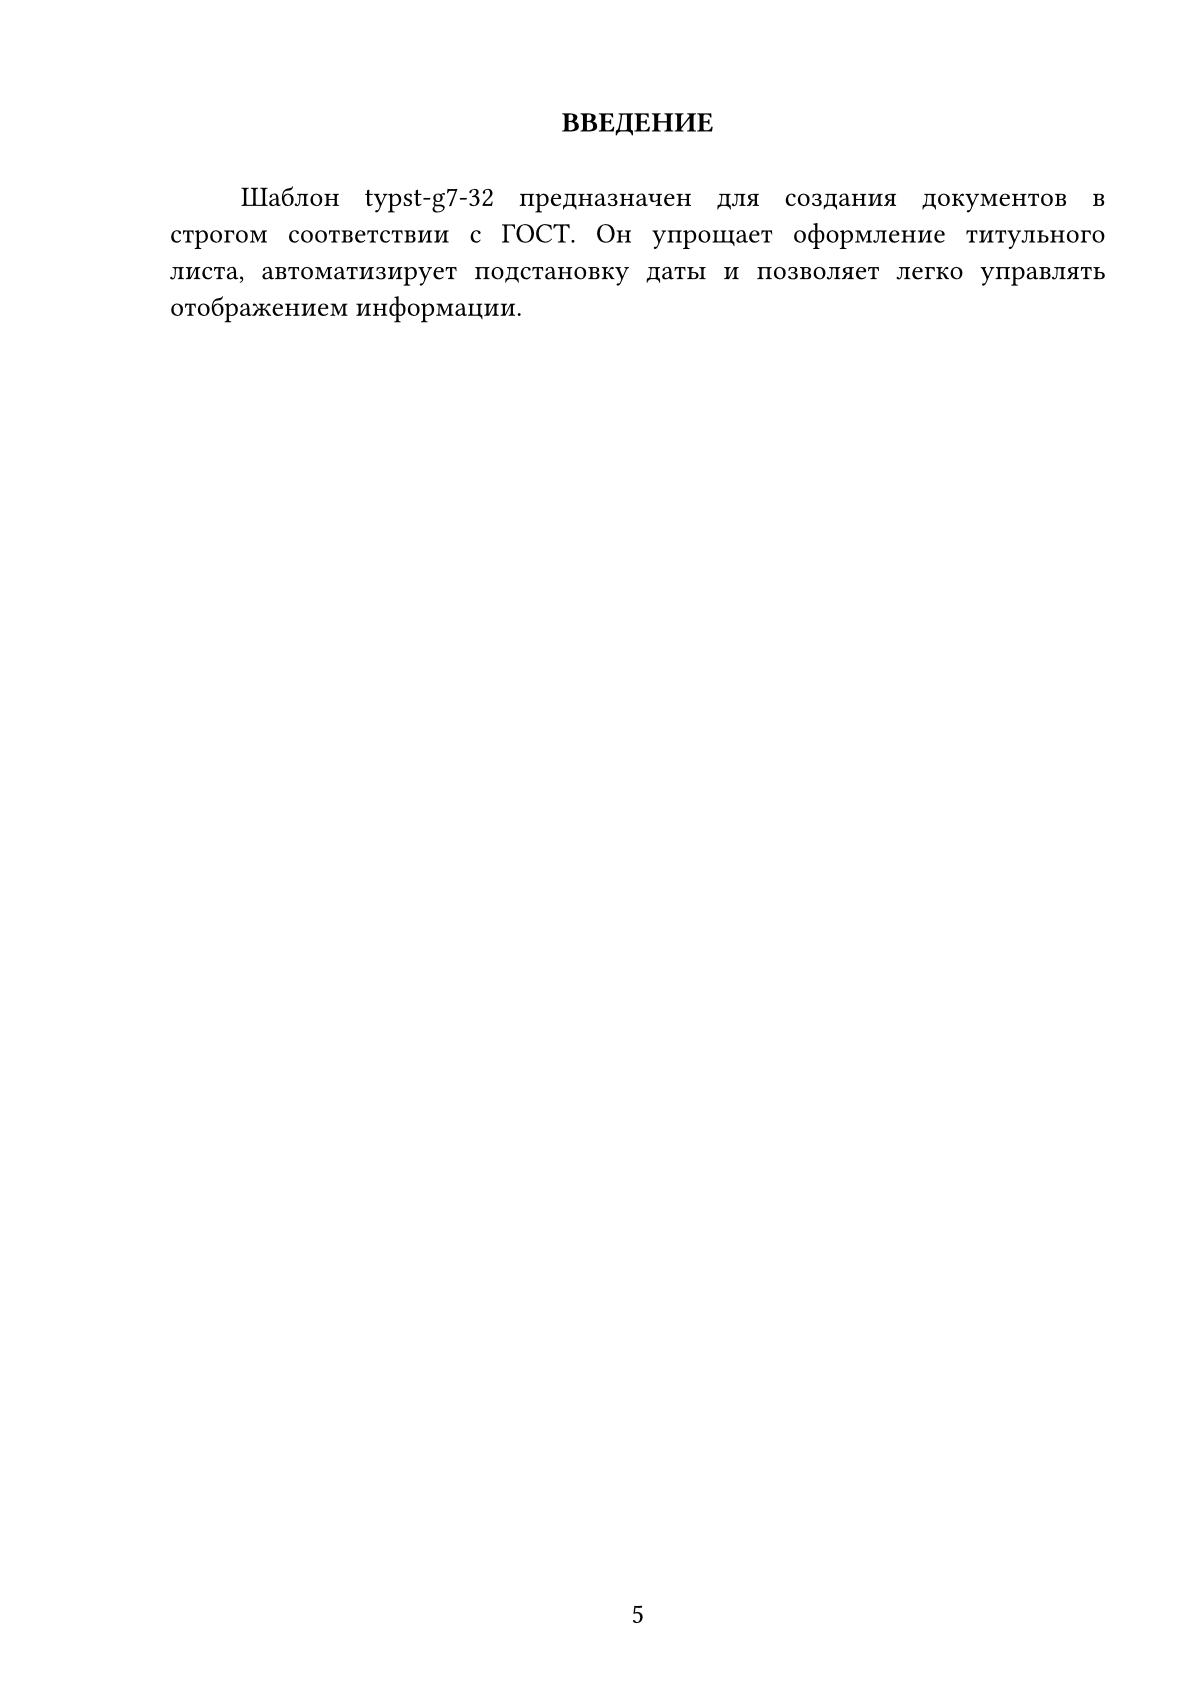 ВВЕДЕНИЕ
Шаблон typst-g7-32 предназначен для создания документов в
строгом соответствии с ГОСТ. Он упрощает оформление титульного
листа, автоматизирует подстановку даты и позволяет легко управлять
отображением информации.
5